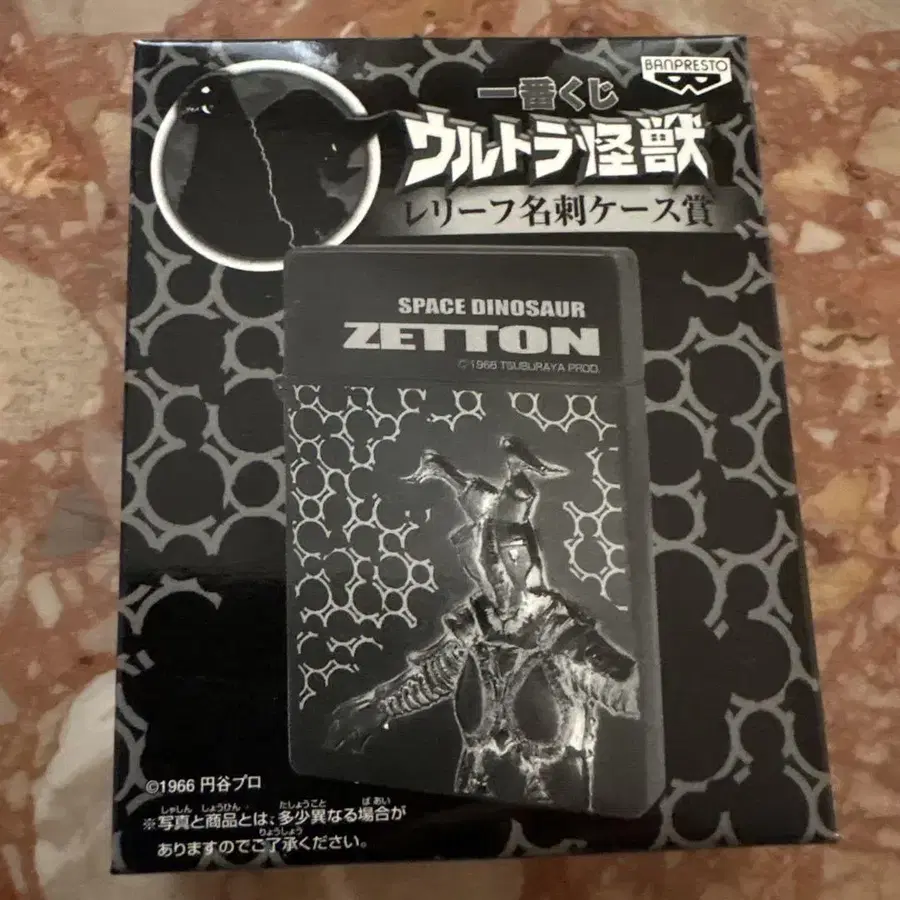 BANPRESTO
一番くじ
ウルトラ怪獣
レリーフ名刺ケース賞
SPACE DINOSAUR
ZETTON
©1966 TSUBURAYA PROD.
©1966 円谷プロ
しゃしん しょうひん たしょうこと ば あい
※写真と商品とは、多少異なる場合が
りょうしょう
ありますのでご了承ください。